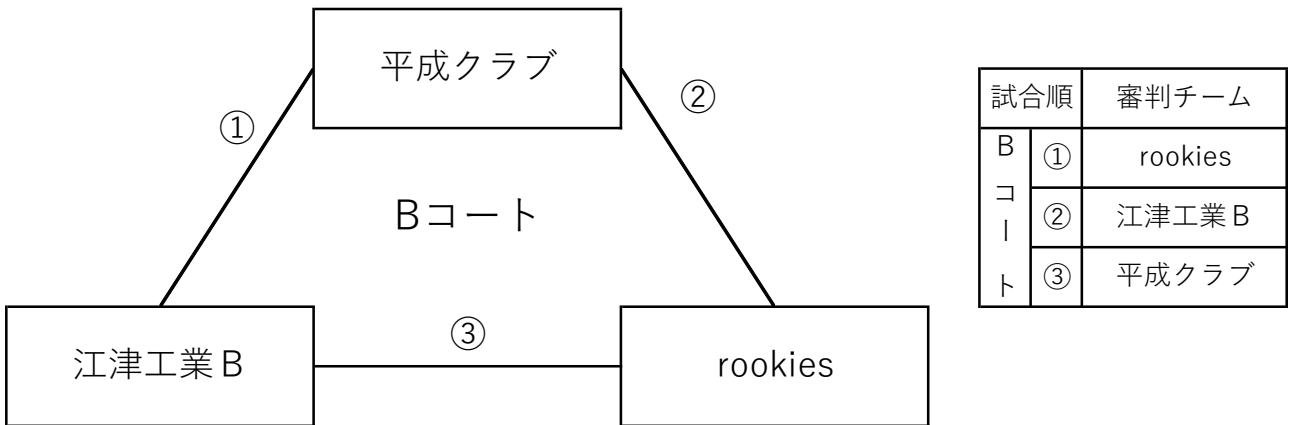 平成クラブ
①
②
Bコート
江津工業B
③
rookies
試合順 審判チーム
Bコート
① rookies
② 江津工業B
③ 平成クラブ